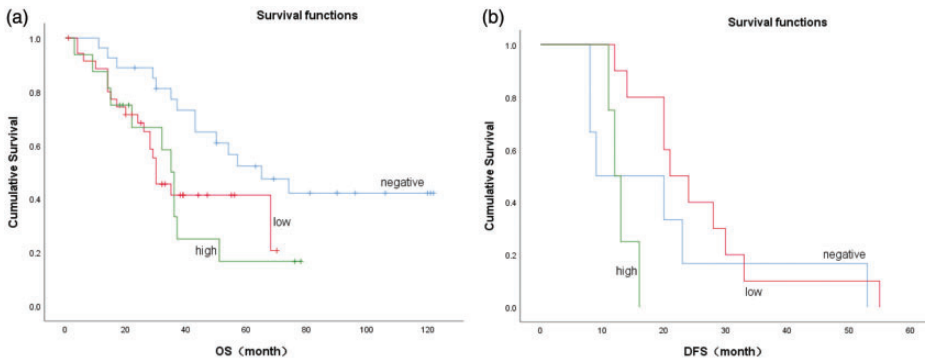 (a)
Survival functions
Cumulative Survival
1.0
0.8
0.6
0.4
0.2
0.0
negative
low
high
0
20
40
60
80
100
120
OS（month）
(b)
Survival functions
Cumulative Survival
1.0
0.8
0.6
0.4
0.2
0.0
negative
high
low
0
10
20
30
40
50
60
DFS（month）